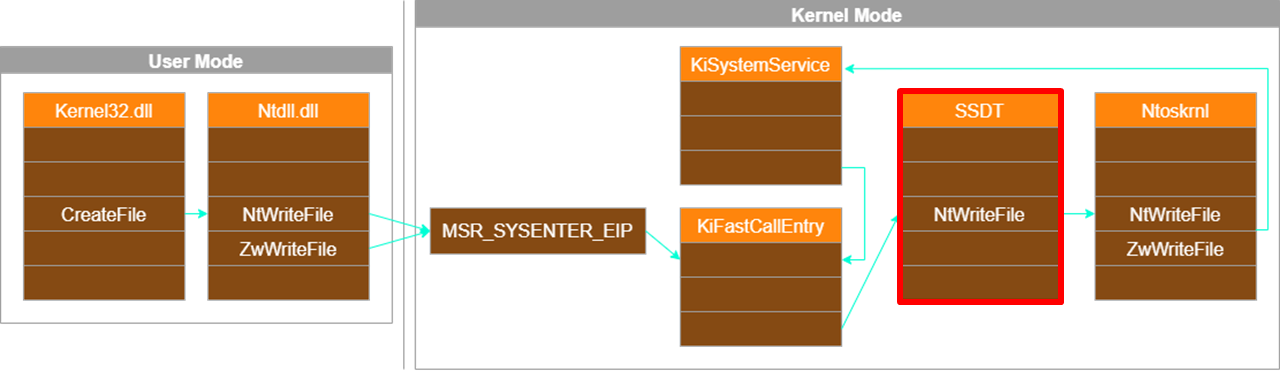 Kernel Mode
User Mode
KiSystemService
Kernel32.dll
Ntdll.dll
SSDT
Ntoskrnl
CreateFile
NtWriteFile
ZwWriteFile
MSR_SYSENTER_EIP
KiFastCallEntry
NtWriteFile
NtWriteFile
ZwWriteFile